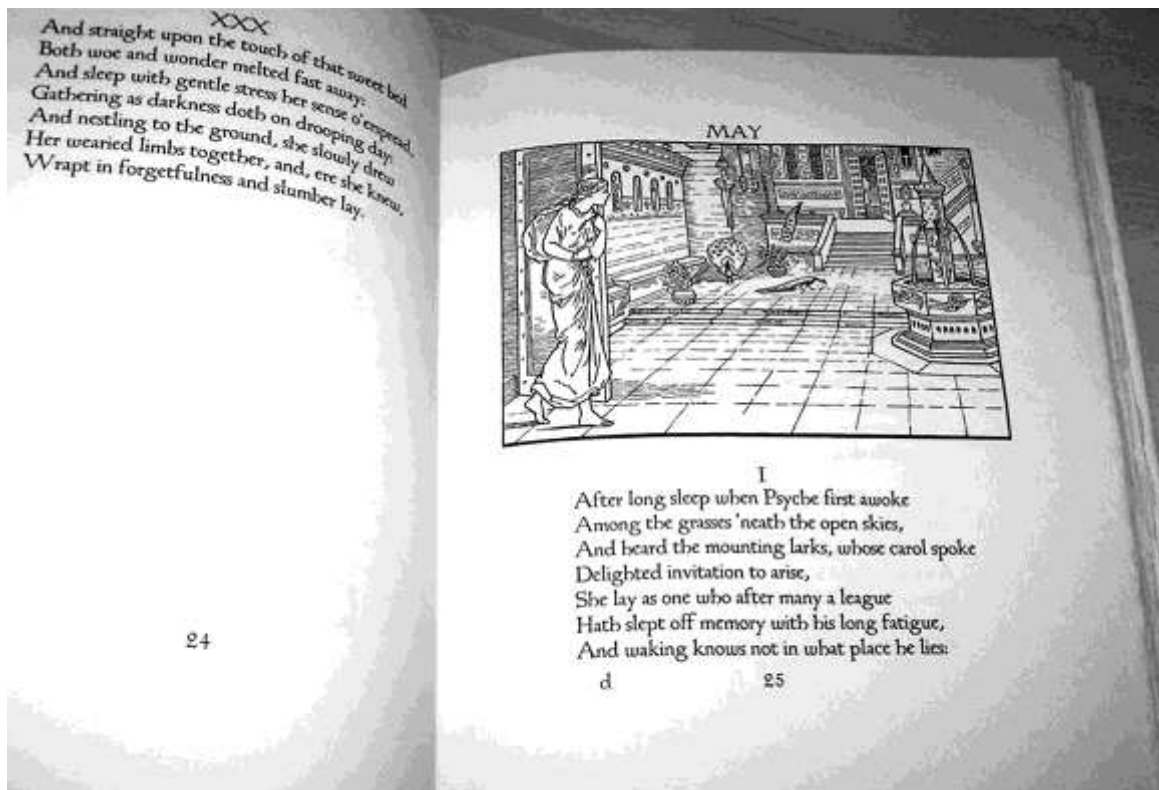 XXX
And straight upon the touch of that sweet bed
Both woe and wonder melted fast away:
And sleep with gentle stress her sense o'erspread,
Gathering as darkness doth on drooping day:
And nestling to the ground, she slowly drew
Her wearied limbs together, and, ere she knew,
Wrapt in forgetfulness and slumber lay.
24
MAY
I
After long sleep when Psyche first awoke
Among the grasses 'neath the open skies,
And heard the mounting larks, whose carol spoke
Delighted invitation to arise,
She lay as one who after many a league
Hath slept off memory with his long fatigue,
And waking knows not in what place he lies:
d 25